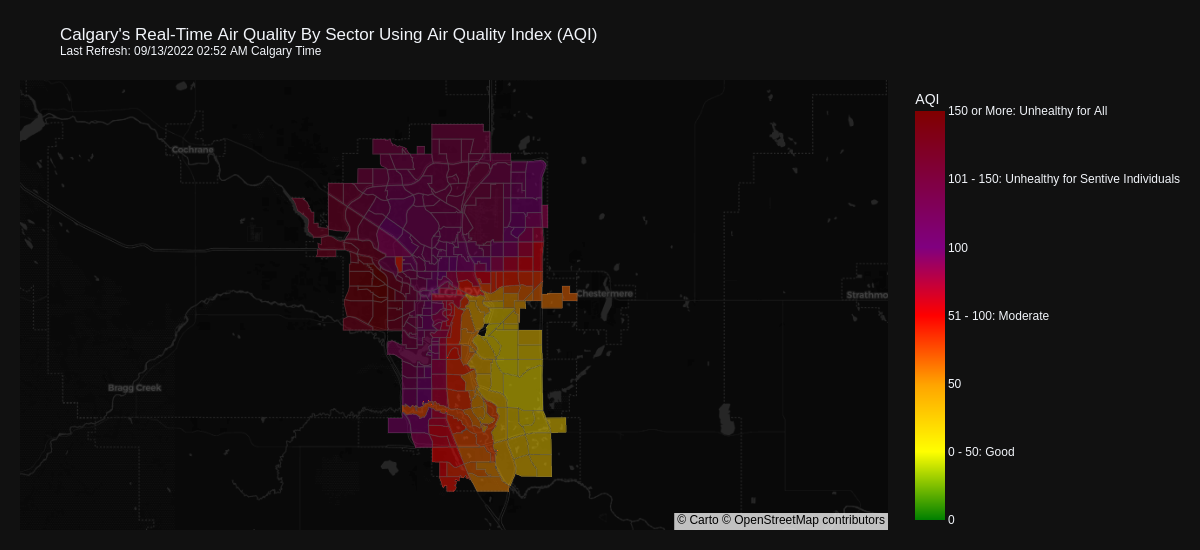 Calgary's Real-Time Air Quality By Sector Using Air Quality Index (AQI)
Last Refresh: 09/13/2022 02:52 AM Calgary Time
AQI
150 or More: Unhealthy for All
Cochrane
101 - 150: Unhealthy for Sentive Individuals
100
CALGARY
Chestermere
Strathmo
51 - 100: Moderate
50
Bragg Creek
0 - 50: Good
© Carto © OpenStreetMap contributors
0